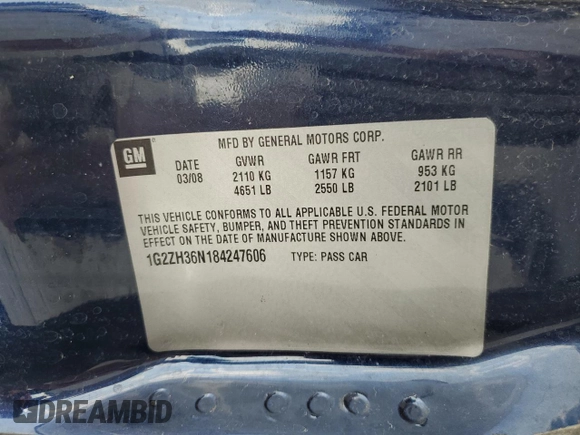 GM
MFD BY GENERAL MOTORS CORP.
DATE GVWR GAWR FRT GAWR RR
03/08 2110 KG 1157 KG 953 KG
4651 LB 2550 LB 2101 LB
THIS VEHICLE CONFORMS TO ALL APPLICABLE U.S. FEDERAL MOTOR
VEHICLE SAFETY, BUMPER, AND THEFT PREVENTION STANDARDS IN
EFFECT ON THE DATE OF MANUFACTURE SHOWN ABOVE.
1G2ZH36N184247606 TYPE: PASS CAR
DREAMBID